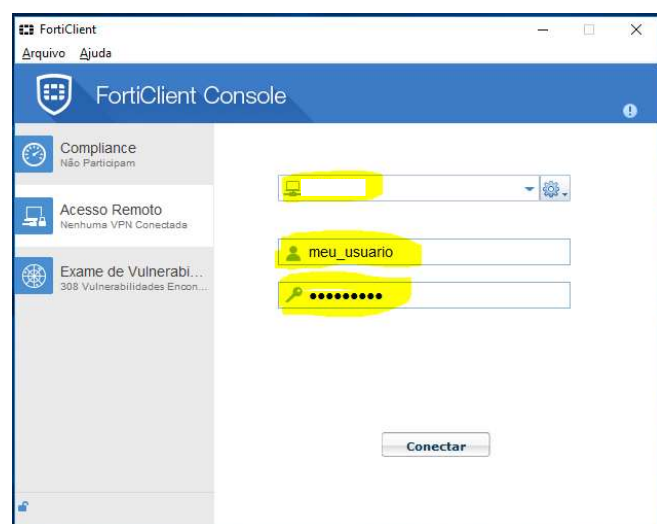 FortiClient
Arquivo Ajuda
FortiClient Console
Compliance
Não Participam
Acesso Remoto
Nenhuma VPN Conectada
Exame de Vulnerabi...
308 Vulnerabilidades Encon...
meu_usuario
•••••••••
Conectar